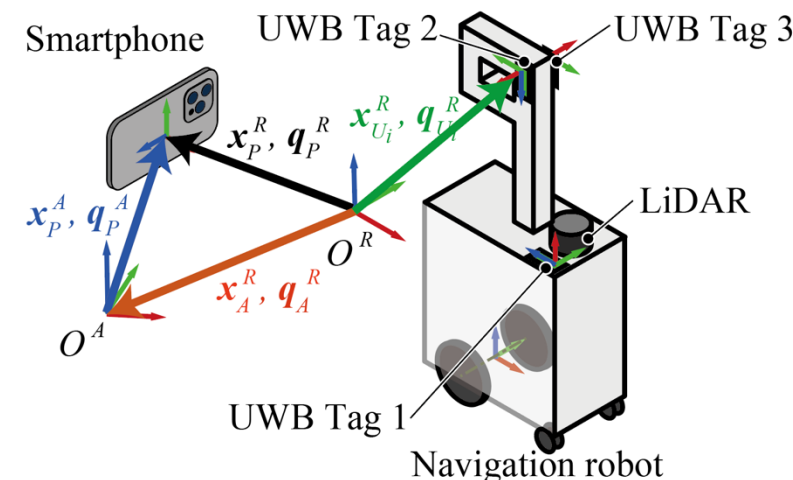 UWB Tag 2
UWB Tag 3
Smartphone
x_P^R, q_P^R
x_{U_i}^R, q_{U_i}^R
LiDAR
x_P^A, q_P^A
O^R
x_A^R, q_A^R
O^A
UWB Tag 1
Navigation robot